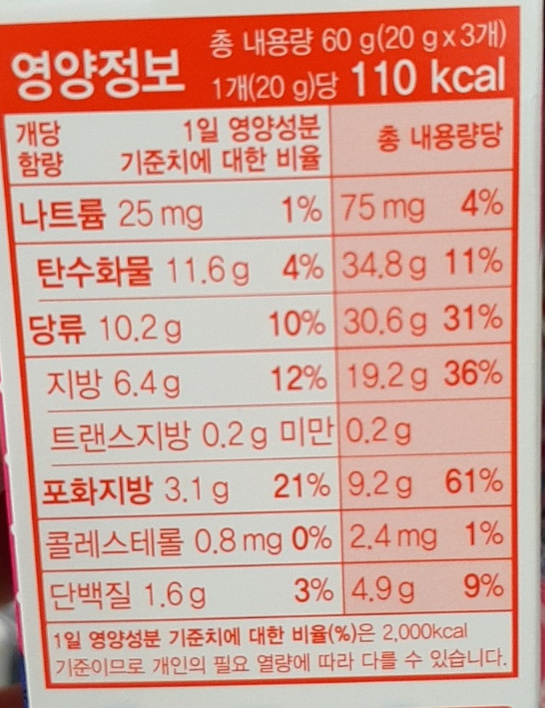 영양정보 총 내용량 60 g(20 g x 3개)
1개(20 g)당 110 kcal
개당 함량 1일 영양성분 기준치에 대한 비율 총 내용량당
나트륨 25 mg 1% 75 mg 4%
탄수화물 11.6 g 4% 34.8 g 11%
당류 10.2 g 10% 30.6 g 31%
지방 6.4 g 12% 19.2 g 36%
트랜스지방 0.2 g 미만 0.2 g
포화지방 3.1 g 21% 9.2 g 61%
콜레스테롤 0.8 mg 0% 2.4 mg 1%
단백질 1.6 g 3% 4.9 g 9%
1일 영양성분 기준치에 대한 비율(%)은 2,000kcal
기준이므로 개인의 필요 열량에 따라 다를 수 있습니다.